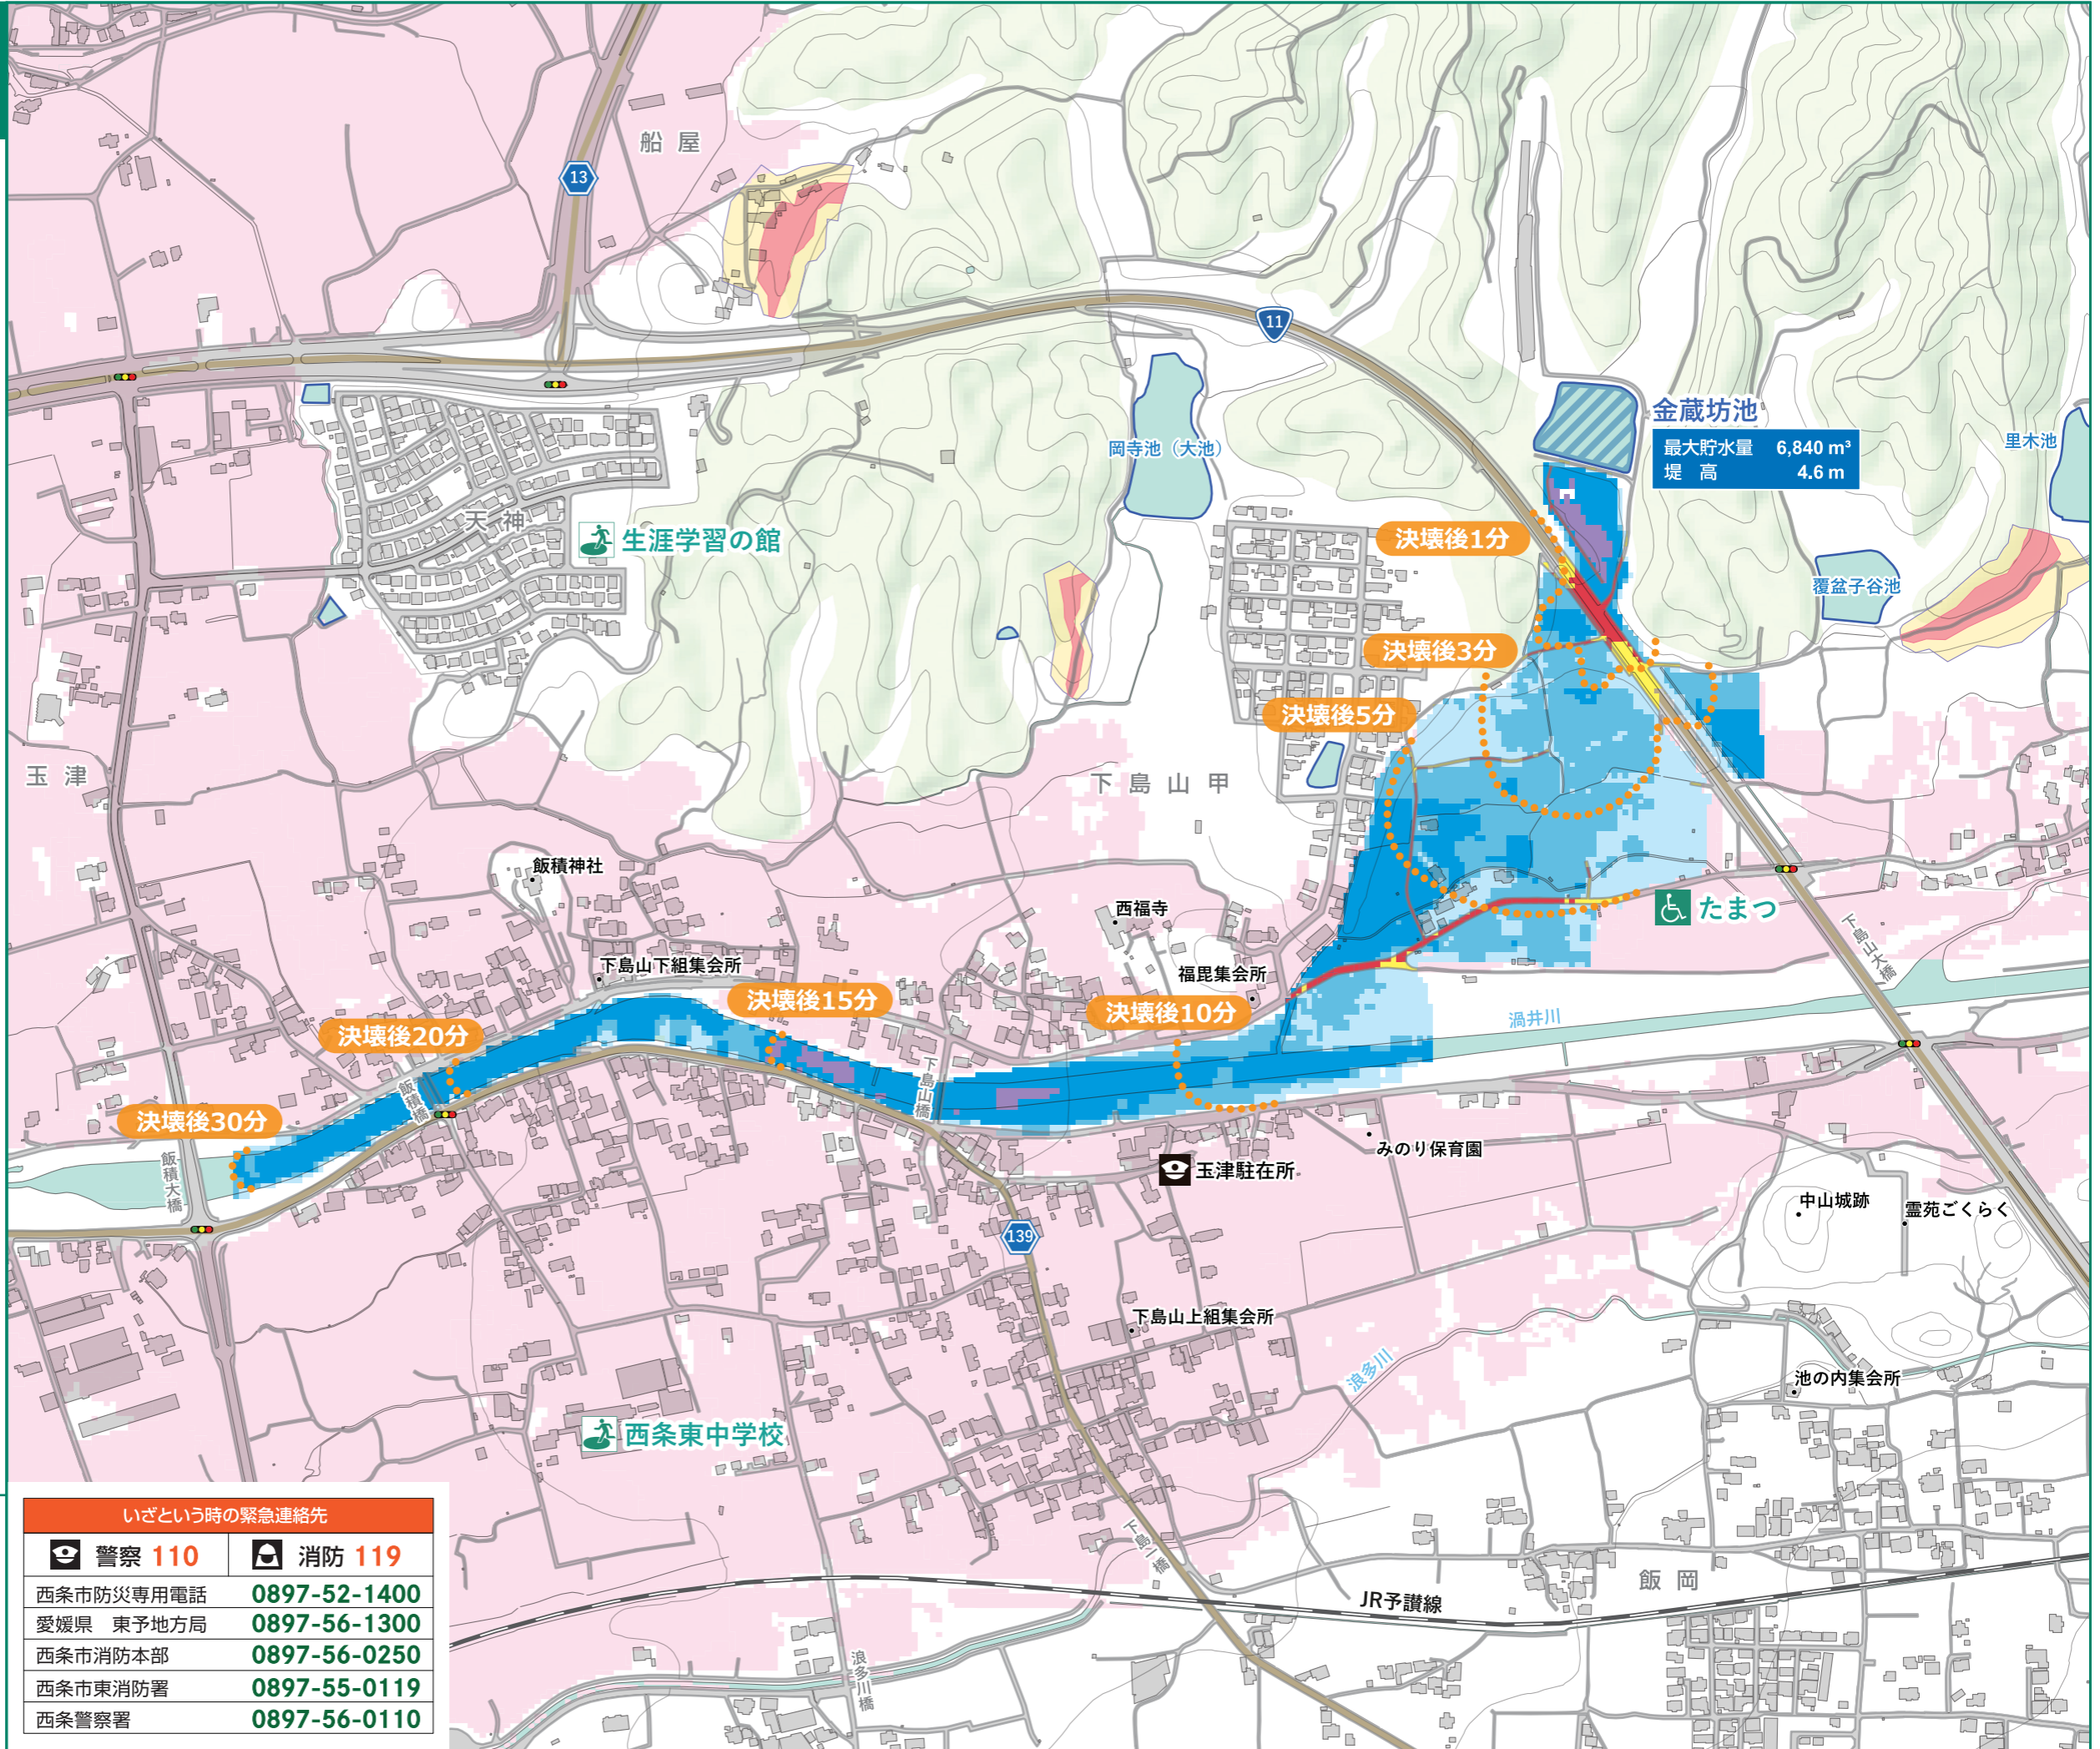 船屋
13
11
金蔵坊池
最大貯水量 6,840 m³
堤 高 4.6 m
里木池
岡寺池（大池）
天神
生涯学習の館
決壊後1分
覆盆子谷池
決壊後3分
決壊後5分
玉津
下島山甲
飯積神社
西福寺
たまつ
下島山大橋
下島山下組集会所
福毘集会所
決壊後15分
決壊後10分
渦井川
決壊後20分
飯積橋
下島山橋
決壊後30分
飯積大橋
みのり保育園
玉津駐在所
中山城跡
霊苑ごくらく
139
下島山上組集会所
浪多川
池の内集会所
西条東中学校
飯岡
JR予讃線
浪多川橋
いざという時の緊急連絡先
警察 110 消防 119
西条市防災専用電話 0897-52-1400
愛媛県 東予地方局 0897-56-1300
西条市消防本部 0897-56-0250
西条市東消防署 0897-55-0119
西条警察署 0897-56-0110